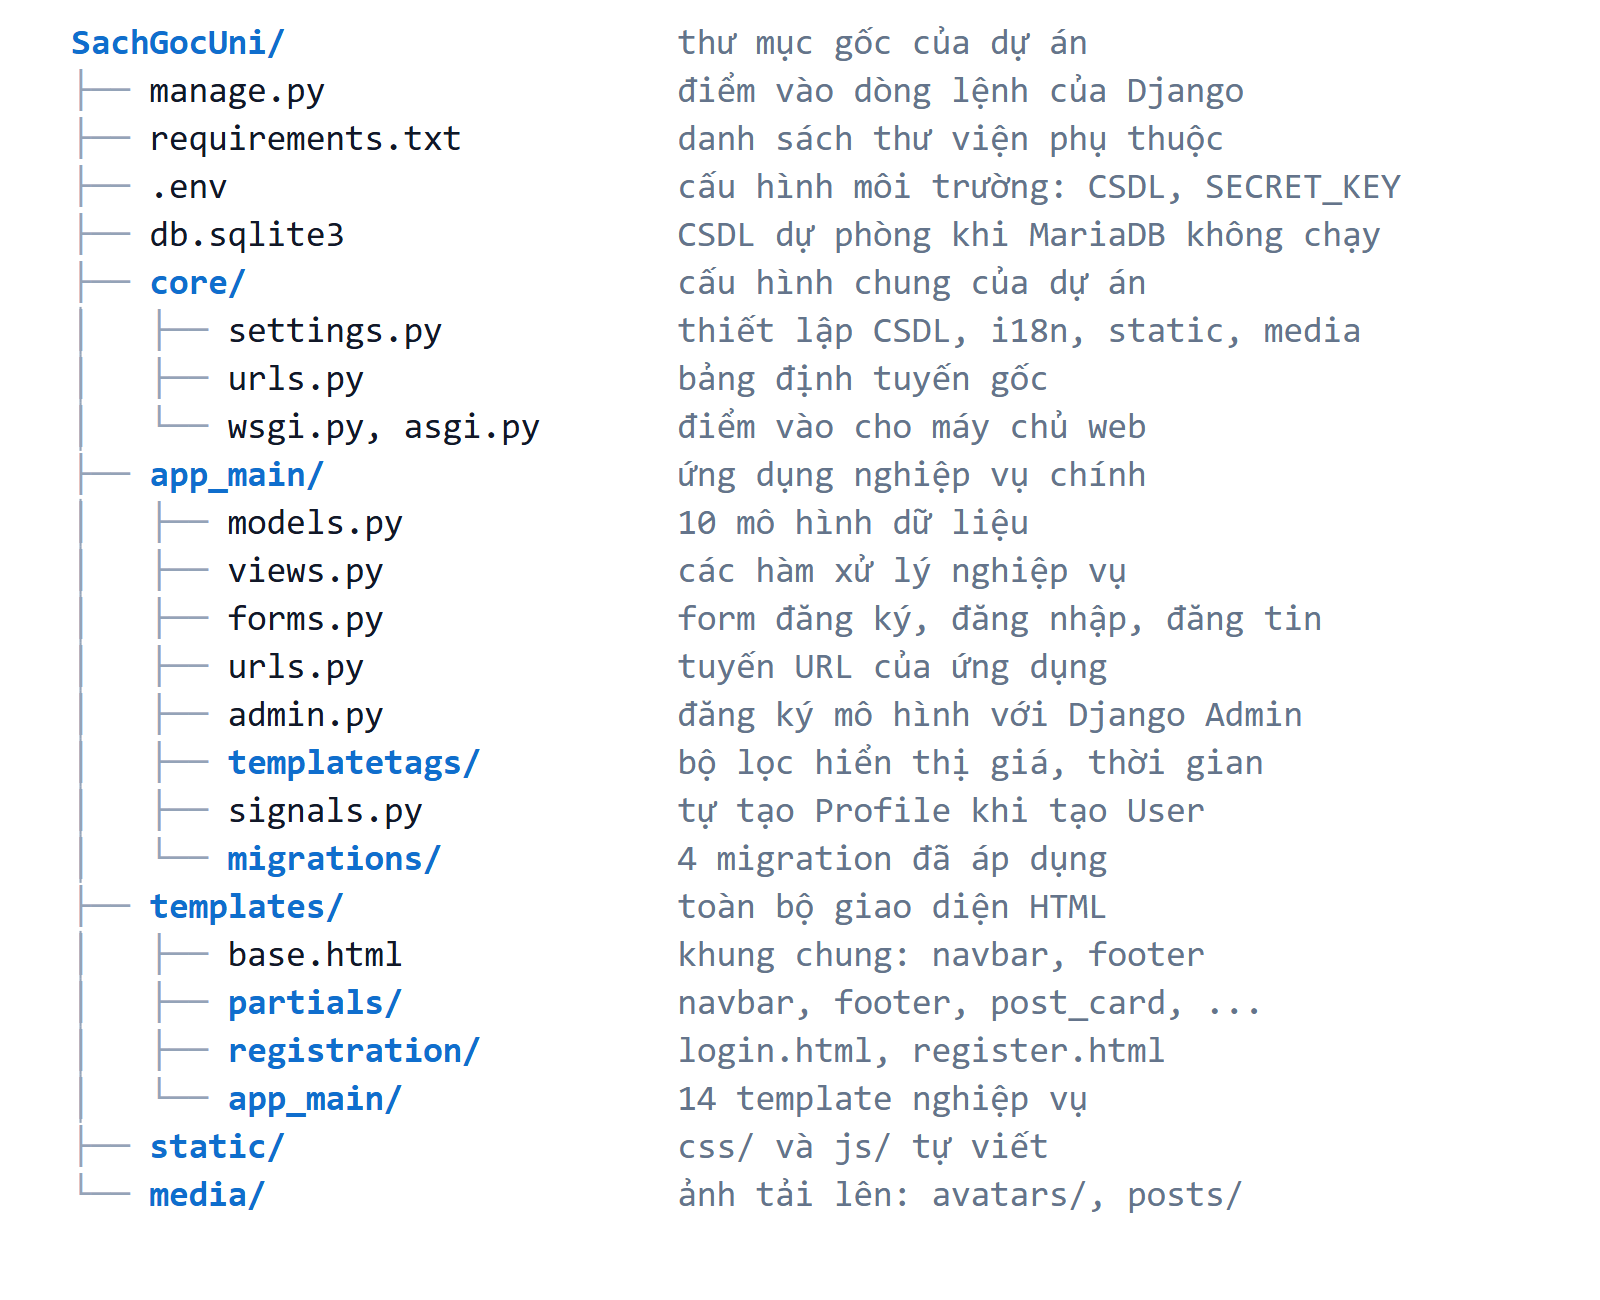 SachGocUni/ thư mục gốc của dự án
├── manage.py điểm vào dòng lệnh của Django
├── requirements.txt danh sách thư viện phụ thuộc
├── .env cấu hình môi trường: CSDL, SECRET_KEY
├── db.sqlite3 CSDL dự phòng khi MariaDB không chạy
├── core/ cấu hình chung của dự án
│   ├── settings.py thiết lập CSDL, i18n, static, media
│   ├── urls.py bảng định tuyến gốc
│   └── wsgi.py, asgi.py điểm vào cho máy chủ web
├── app_main/ ứng dụng nghiệp vụ chính
│   ├── models.py 10 mô hình dữ liệu
│   ├── views.py các hàm xử lý nghiệp vụ
│   ├── forms.py form đăng ký, đăng nhập, đăng tin
│   ├── urls.py tuyến URL của ứng dụng
│   ├── admin.py đăng ký mô hình với Django Admin
│   ├── templatetags/ bộ lọc hiển thị giá, thời gian
│   ├── signals.py tự tạo Profile khi tạo User
│   └── migrations/ 4 migration đã áp dụng
├── templates/ toàn bộ giao diện HTML
│   ├── base.html khung chung: navbar, footer
│   ├── partials/ navbar, footer, post_card, ...
│   ├── registration/ login.html, register.html
│   └── app_main/ 14 template nghiệp vụ
├── static/ css/ và js/ tự viết
└── media/ ảnh tải lên: avatars/, posts/